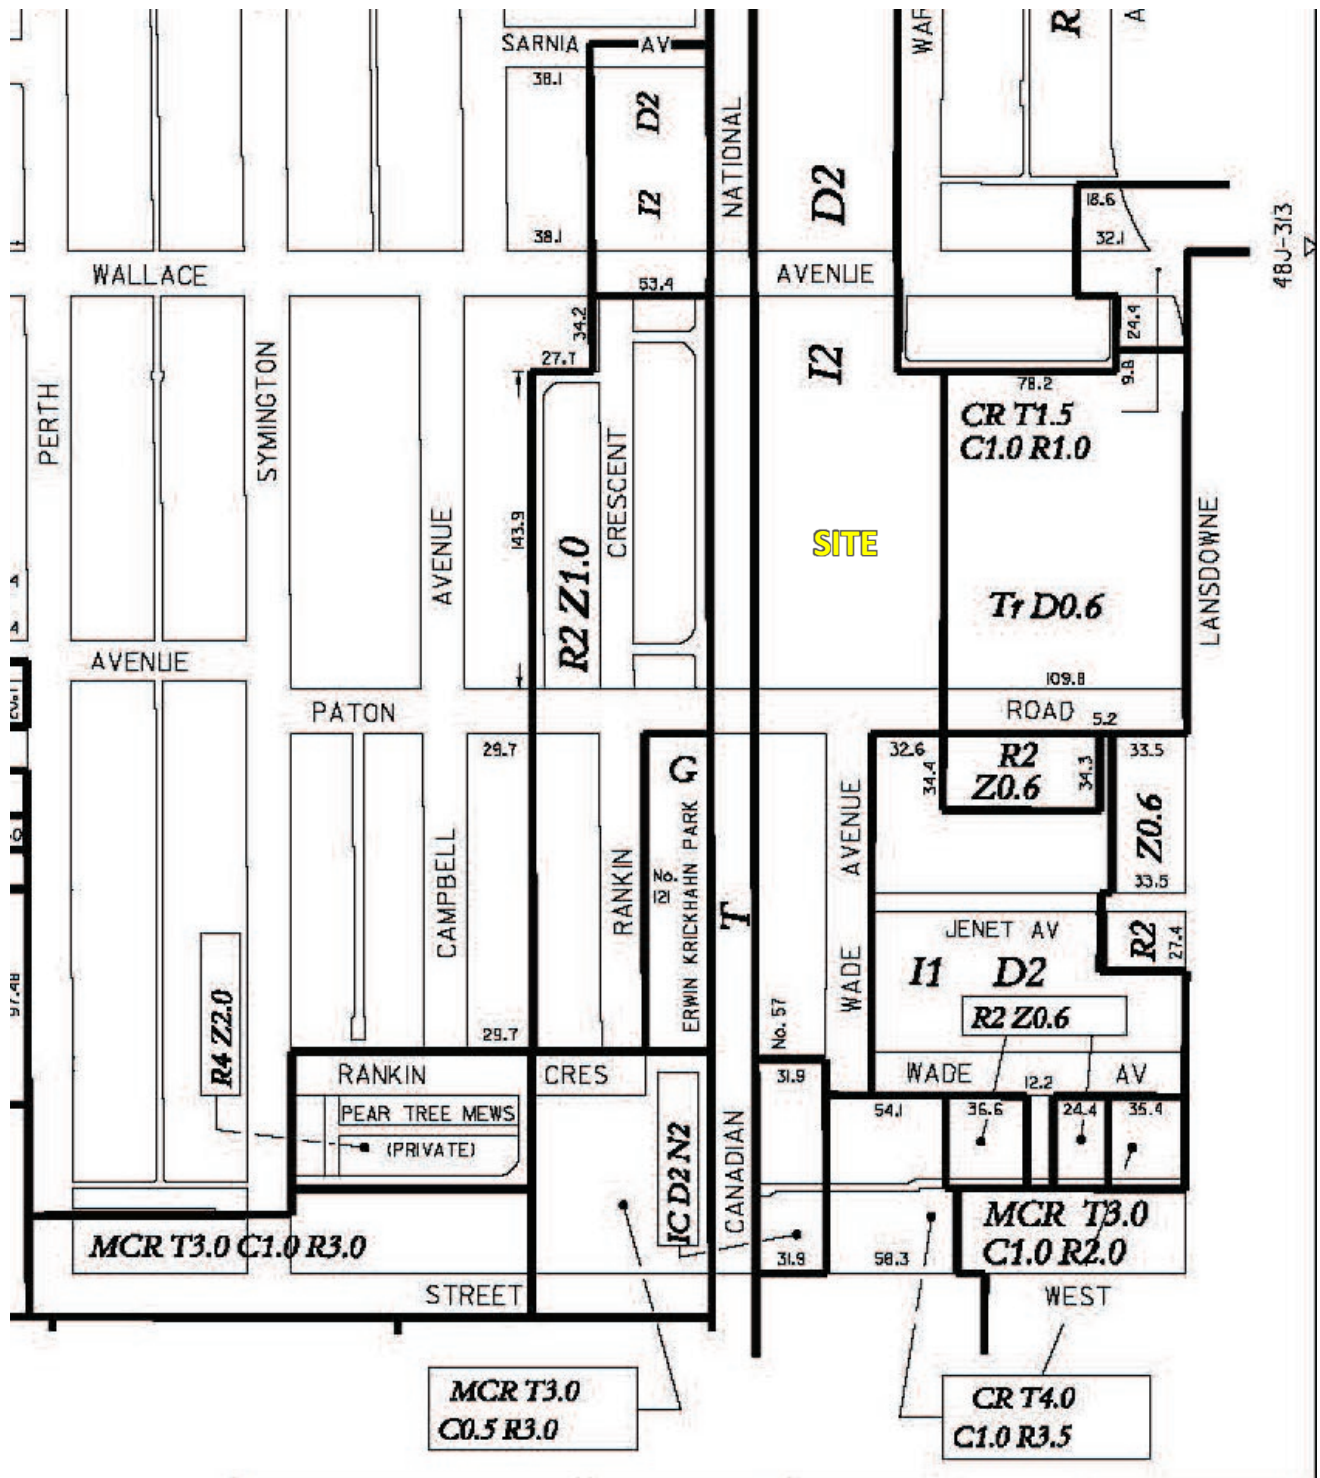 SARNIA AV
WAR
R
A
38.1
D2
NATIONAL
D2
I2
18.6
38.1
32.1
48J-313
WALLACE
53.4
AVENUE
34.2
24.4
I2
27.7
9.8
78.2
PERTH
SYMINGTON
CR T1.5
C1.0 R1.0
CRESCENT
143.9
AVENUE
SITE
LANSDOWNE
R2 Z1.0
Tr D0.6
AVENUE
109.8
PATON
ROAD
5.2
29.7
32.6
R2
Z0.6
34.4
34.3
33.5
G
AVENUE
Z0.6
CAMPBELL
RANKIN
No.
121
ERWIN KRICKHAHN PARK
33.5
T
JENET AV
R2
27.4
WADE
I1 D2
97.48
R4 Z2.0
29.7
No. 57
R2 Z0.6
RANKIN
CRES
31.9
WADE
12.2
AV
PEAR TREE MEWS
(PRIVATE)
54.1
36.6
24.4
35.4
IC D2 N2
CANADIAN
MCR T3.0 C1.0 R3.0
MCR T3.0
C1.0 R2.0
31.9
58.3
STREET
WEST
MCR T3.0
C0.5 R3.0
CR T4.0
C1.0 R3.5